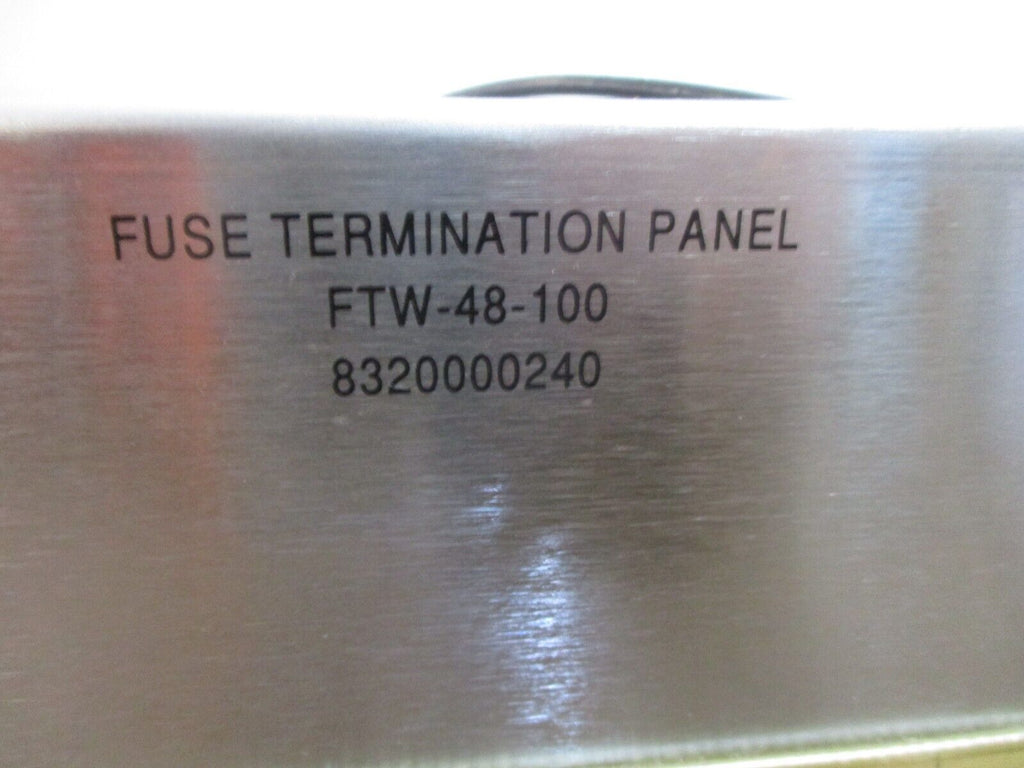 FUSE TERMINATION PANEL
FTW-48-100
8320000240